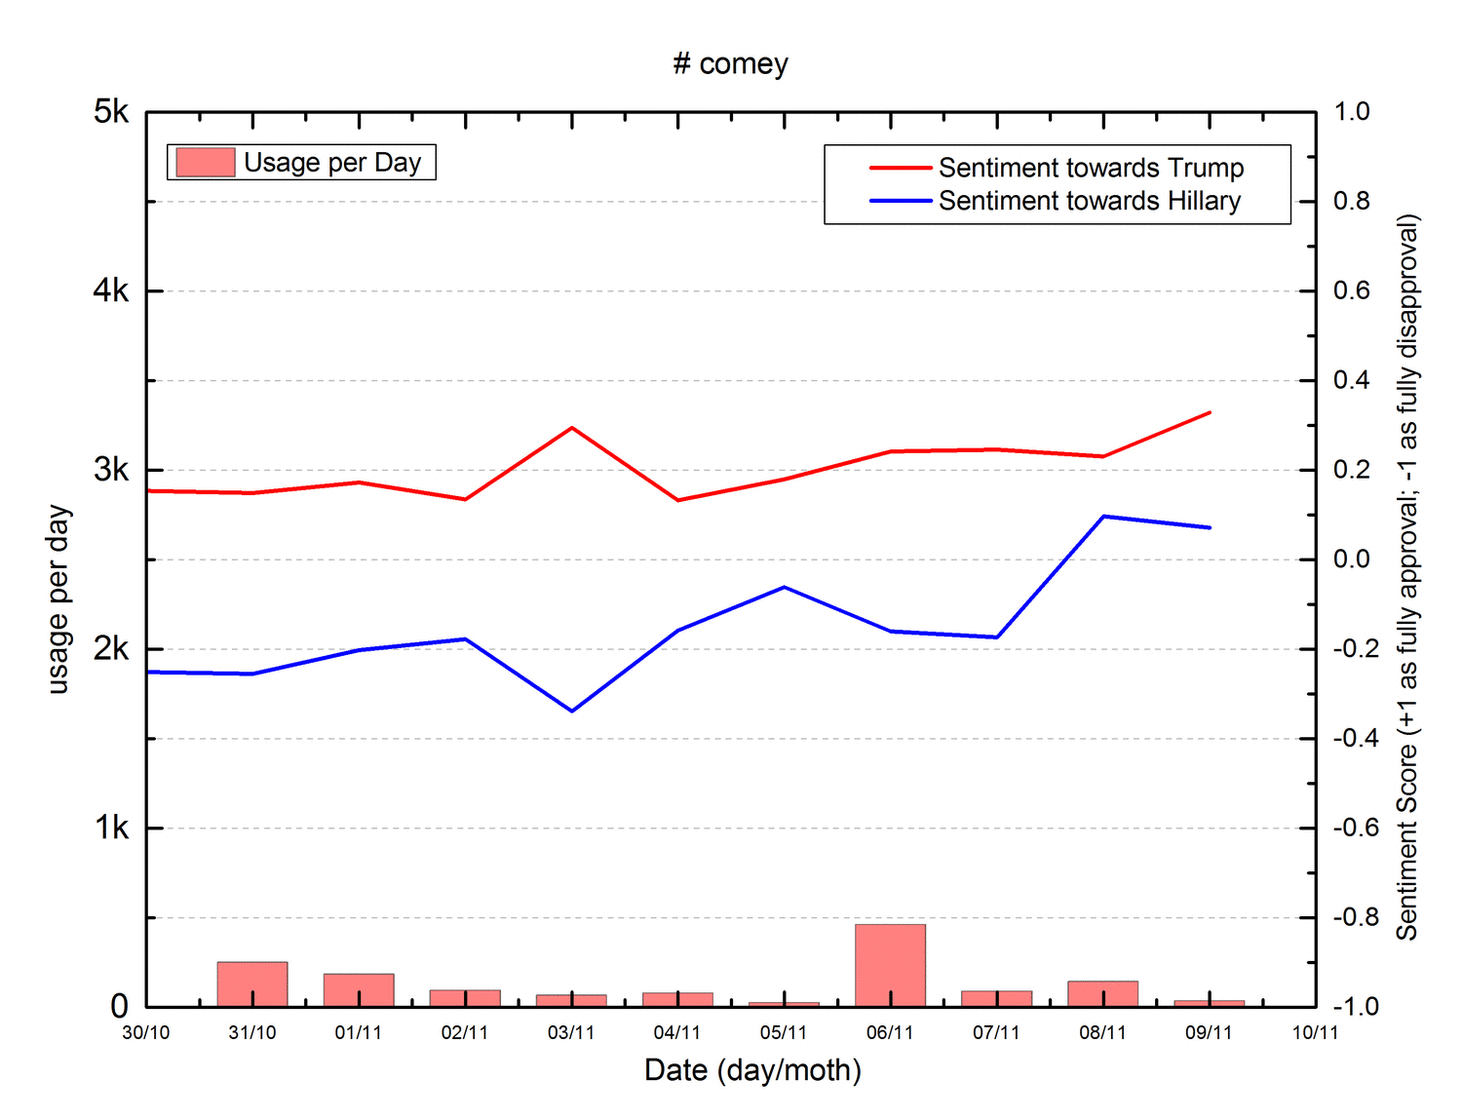 # comey
5k
4k
3k
2k
1k
0
usage per day
Usage per Day
Sentiment towards Trump
Sentiment towards Hillary
1.0
0.8
0.6
0.4
0.2
0.0
-0.2
-0.4
-0.6
-0.8
-1.0
Sentiment Score (+1 as fully approval; -1 as fully disapproval)
30/10 31/10 01/11 02/11 03/11 04/11 05/11 06/11 07/11 08/11 09/11 10/11
Date (day/moth)